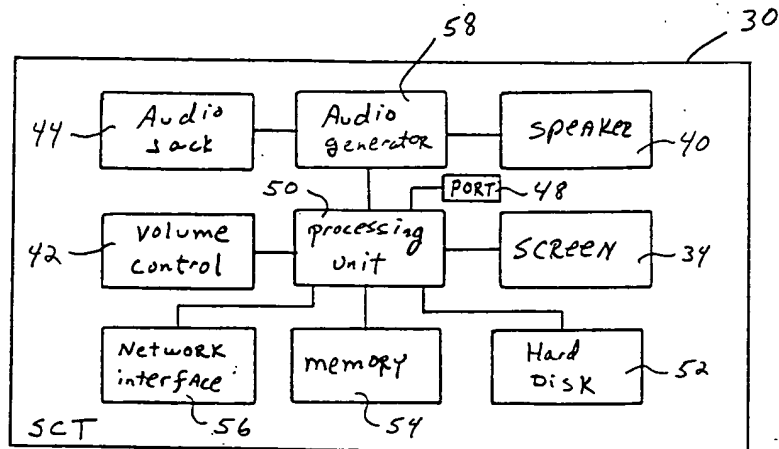 58
30
Audio
jack
Audio
generator
SPEAKER
44
40
50
PORT
48
42
volume
control
processing
unit
SCREEN
34
Network
interface
memory
Hard
DISK
52
SCT
56
54